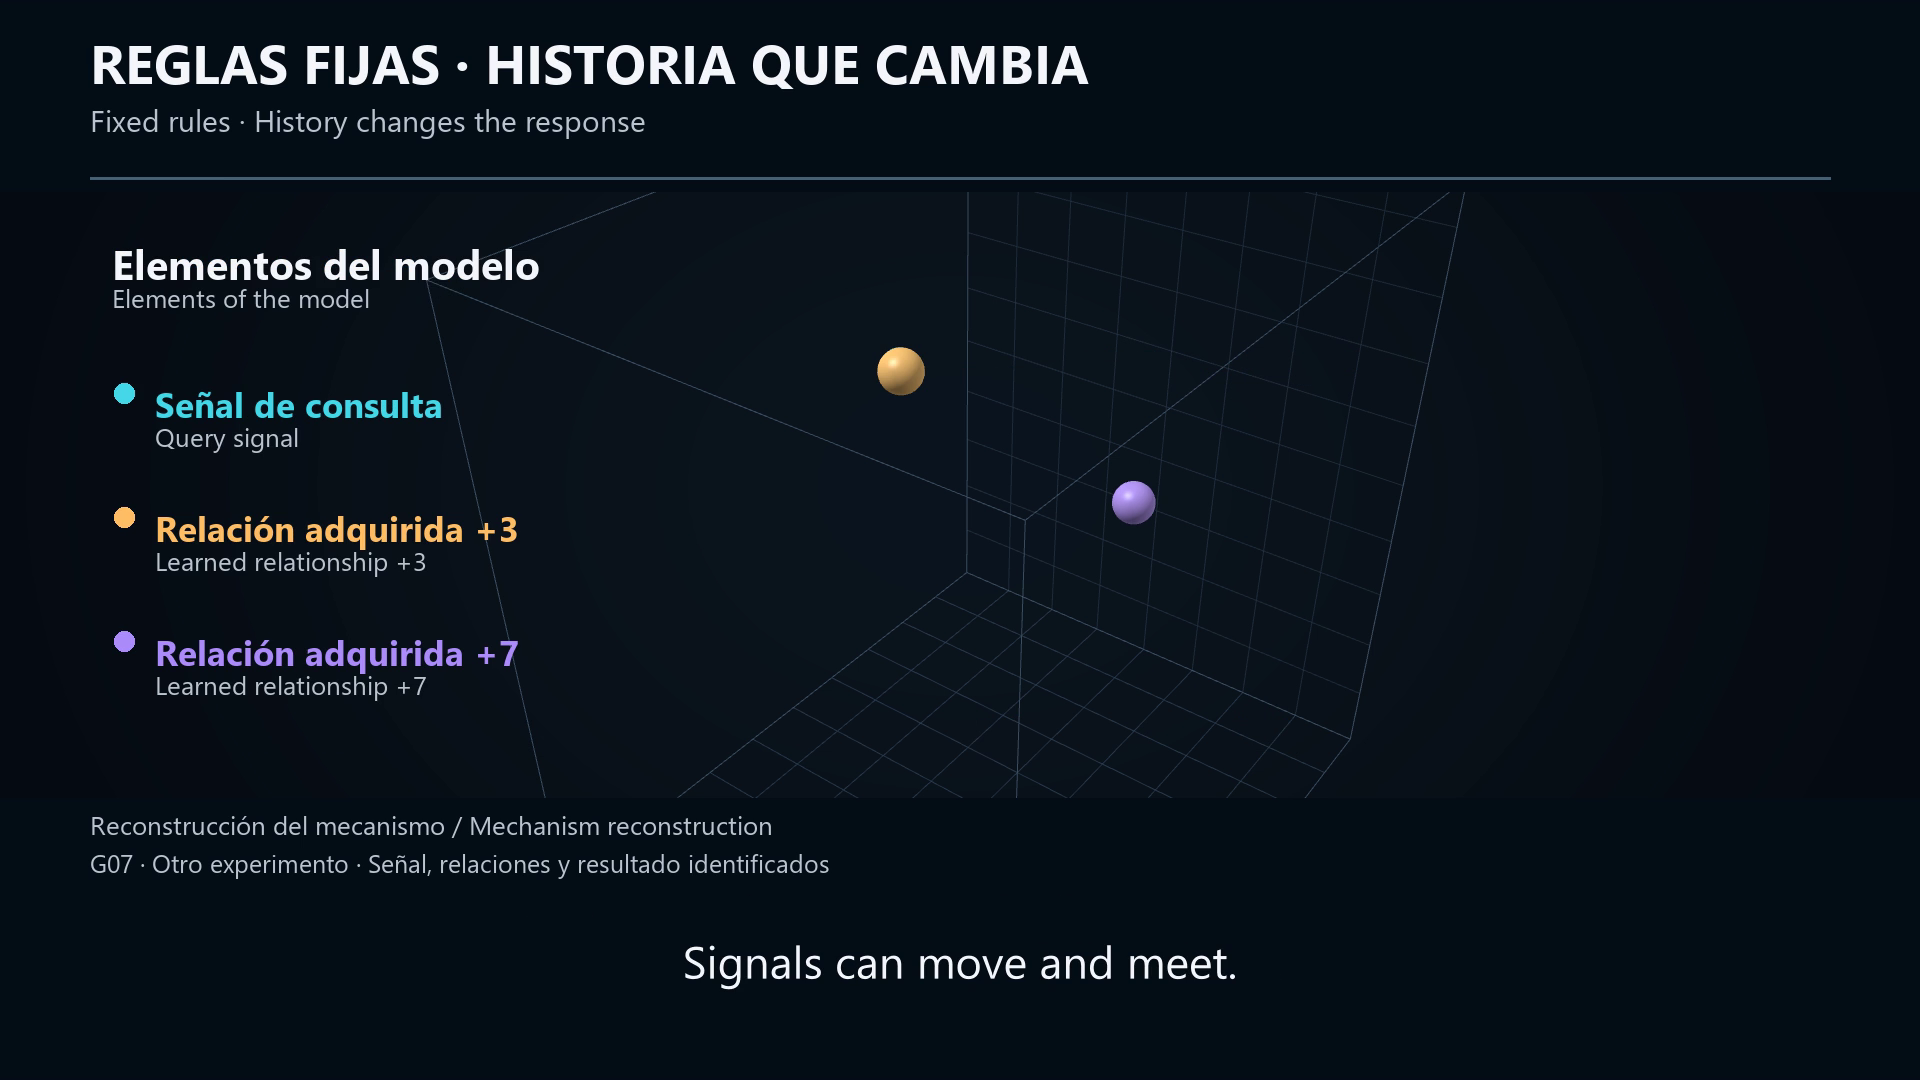 REGLAS FIJAS · HISTORIA QUE CAMBIA
Fixed rules · History changes the response
Elementos del modelo
Elements of the model
Señal de consulta
Query signal
Relación adquirida +3
Learned relationship +3
Relación adquirida +7
Learned relationship +7
Reconstrucción del mecanismo / Mechanism reconstruction
G07 · Otro experimento · Señal, relaciones y resultado identificados
Signals can move and meet.